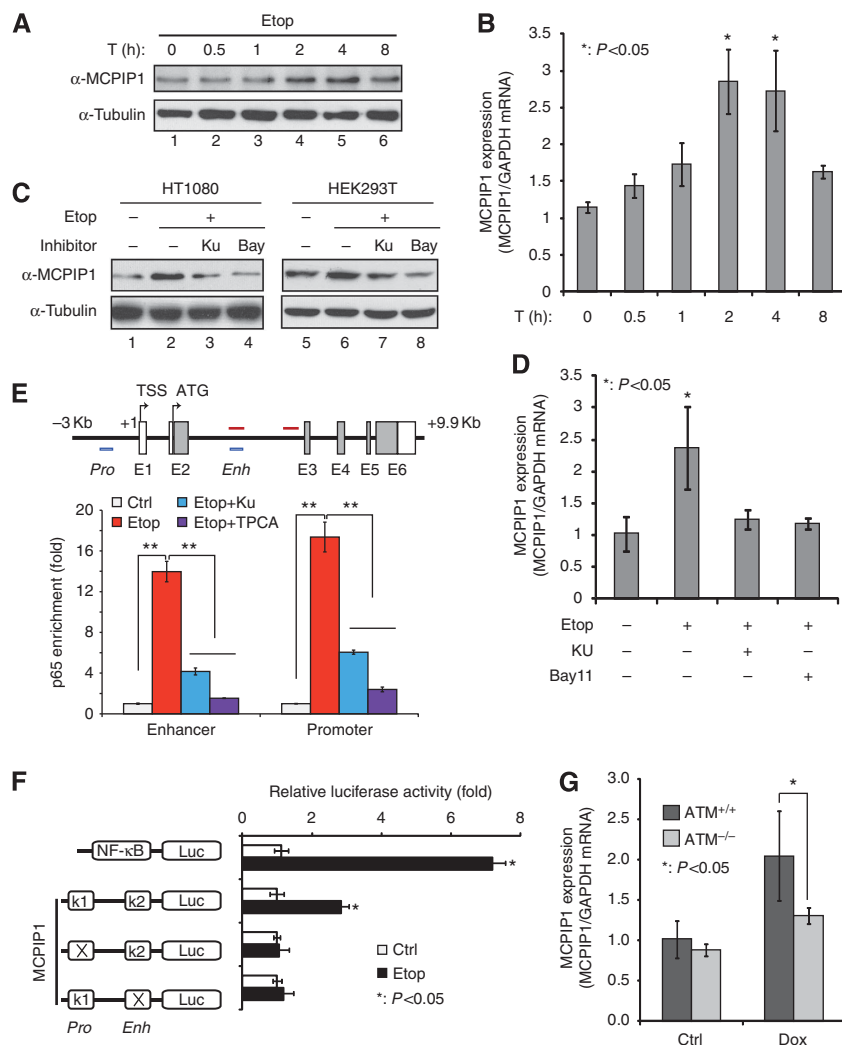 A
Etop
T (h): 0 0.5 1 2 4 8
α-MCPIP1
α-Tubulin
1 2 3 4 5 6
B
*: P<0.05
MCPIP1 expression
(MCPIP1/GAPDH mRNA)
3.5
3
2.5
2
1.5
1
0.5
0
* *
T (h): 0 0.5 1 2 4 8
C
HT1080 HEK293T
Etop – + – +
Inhibitor – Ku Bay – Ku Bay
α-MCPIP1
α-Tubulin
1 2 3 4 5 6 7 8
D
*: P<0.05
MCPIP1 expression
(MCPIP1/GAPDH mRNA)
3.5
3
2.5
2
1.5
1
0.5
0
*
Etop – + + +
KU – – + –
Bay11 – – – +
E
TSS ATG
–3 Kb +1 +9.9 Kb
Pro E1 E2 Enh E3 E4 E5 E6
Ctrl Etop+Ku
Etop Etop+TPCA
p65 enrichment (fold)
20
16
12
8
4
0
** ** ** **
Enhancer Promoter
F
Relative luciferase activity (fold)
0 2 4 6 8
NF-κB Luc *
MCPIP1
k1 k2 Luc *
X k2 Luc
k1 X Luc
Pro Enh
Ctrl
Etop
*: P<0.05
G
ATM+/+
ATM–/–
*: P<0.05
*
MCPIP1 expression
(MCPIP1/GAPDH mRNA)
3.0
2.5
2.0
1.5
1.0
0.5
0.0
Ctrl Dox